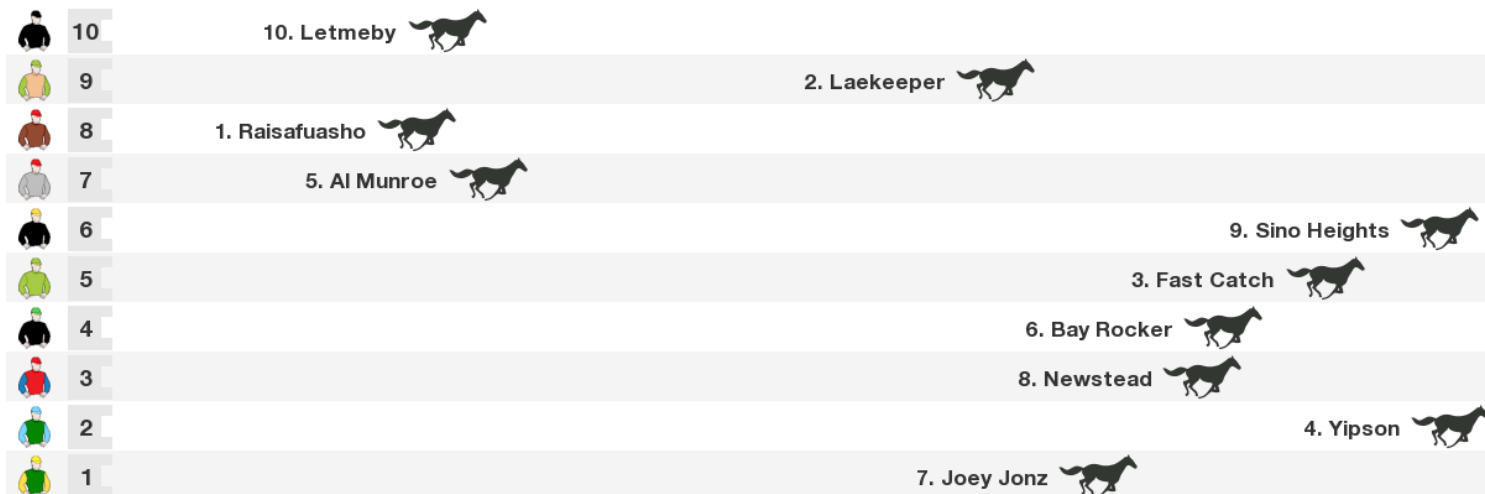 10 10. Letmeby
9 2. Laekeeper
8 1. Raisafuasho
7 5. Al Munroe
6 9. Sino Heights
5 3. Fast Catch
4 6. Bay Rocker
3 8. Newstead
2 4. Yipson
1 7. Joey Jonz